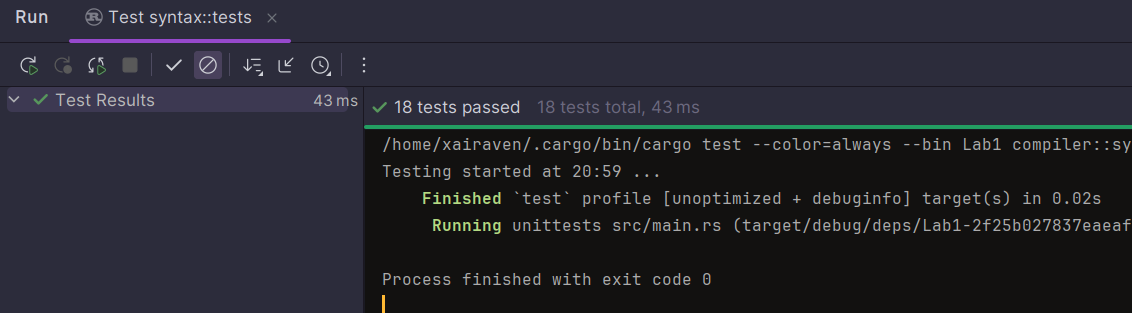 Run
Test syntax::tests
Test Results
43 ms
18 tests passed
18 tests total, 43 ms
/home/xairaven/.cargo/bin/cargo test --color=always --bin Lab1 compiler::sy
Testing started at 20:59 ...
Finished `test` profile [unoptimized + debuginfo] target(s) in 0.02s
Running unittests src/main.rs (target/debug/deps/Lab1-2f25b027837eaeaf
Process finished with exit code 0